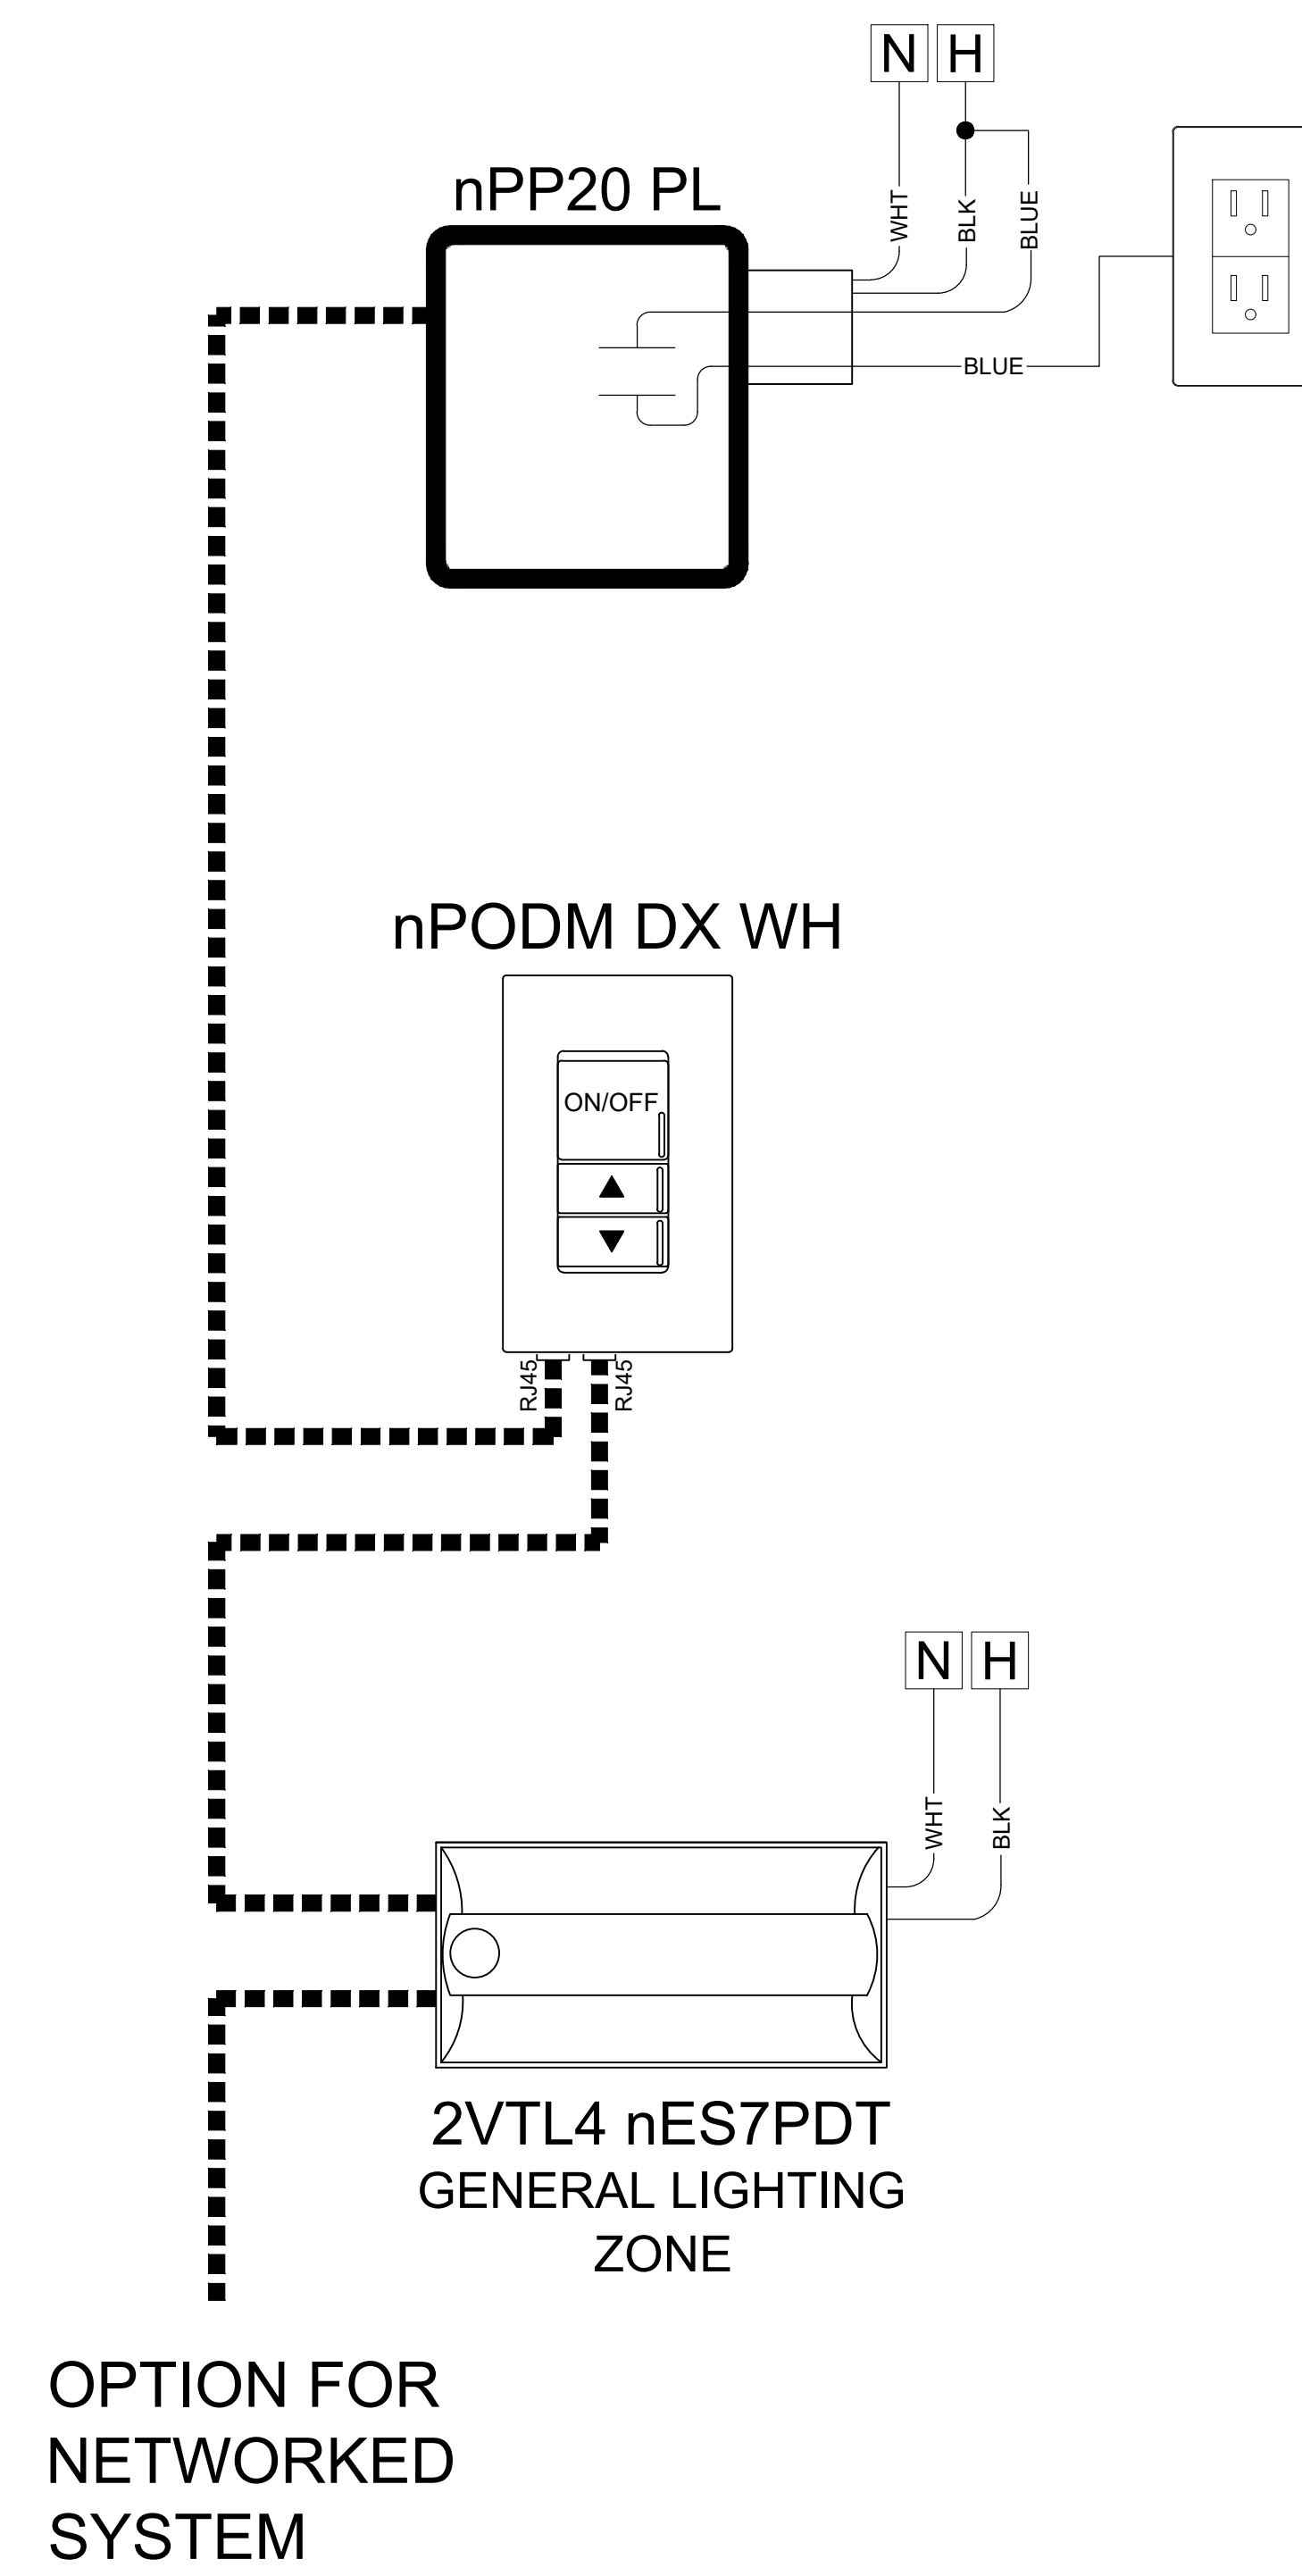 N H
nPP20 PL
WHT
BLK
BLUE
BLUE
nPODM DX WH
ON/OFF
RJ45
RJ45
N H
WHT
BLK
2VTL4 nES7PDT
GENERAL LIGHTING
ZONE
OPTION FOR
NETWORKED
SYSTEM